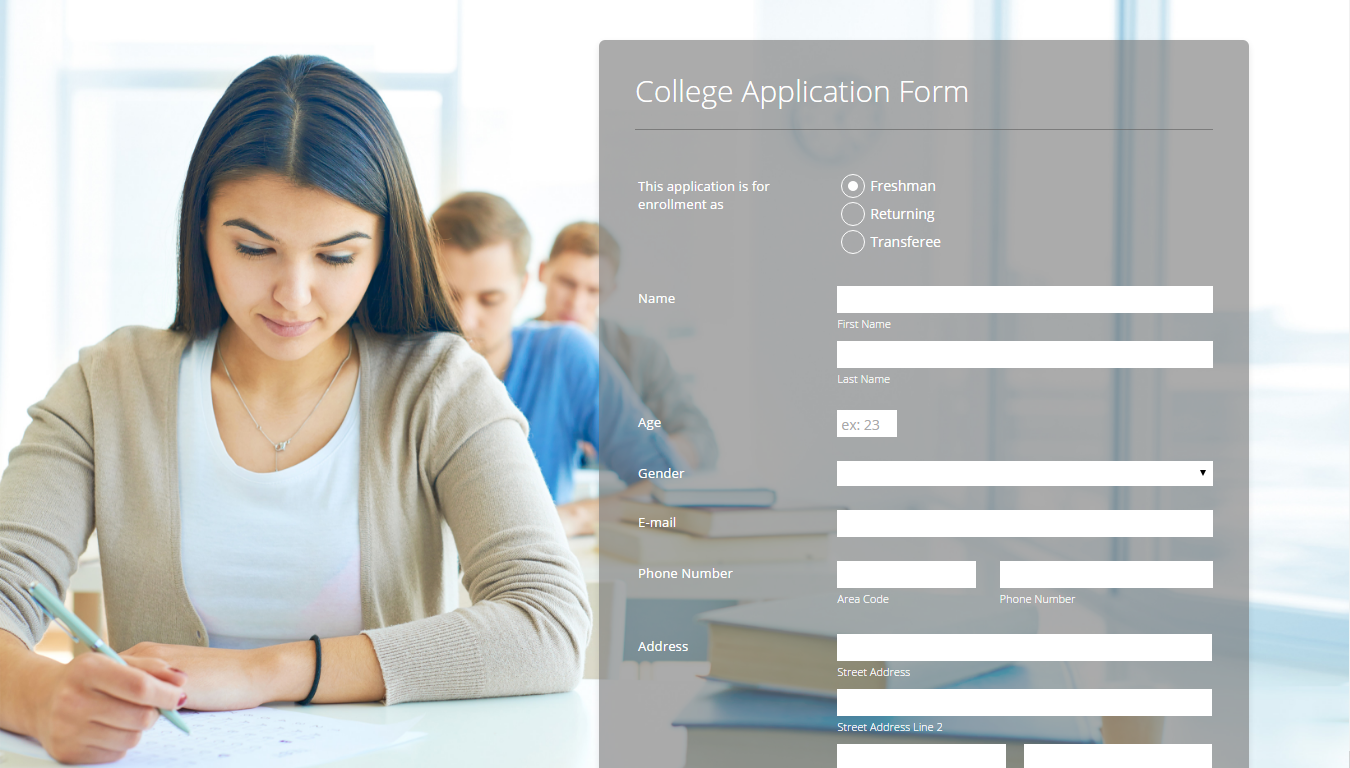 College Application Form
This application is for
enrollment as
Freshman
Returning
Transferee
Name
First Name
Last Name
Age
ex: 23
Gender
E-mail
Phone Number
Area Code
Phone Number
Address
Street Address
Street Address Line 2